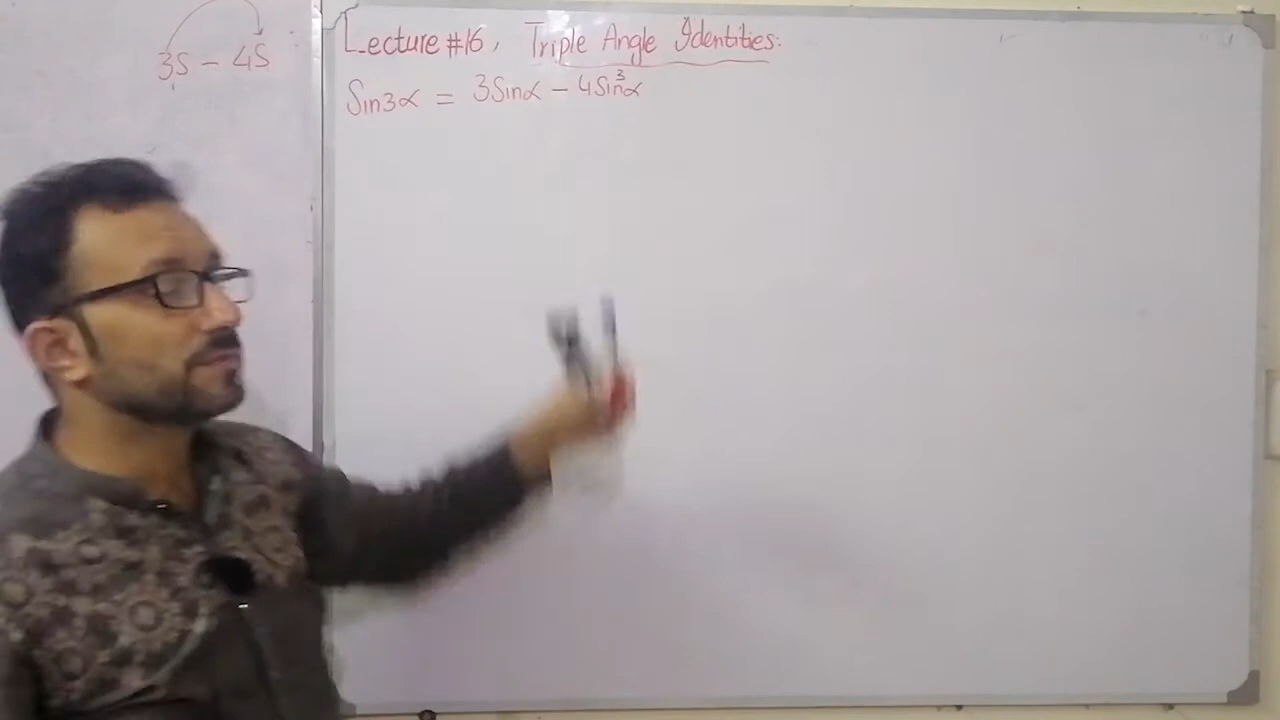 3S - 4S
Lecture #16, Triple Angle Identities:
Sin3α = 3Sinα - 4Sin³α